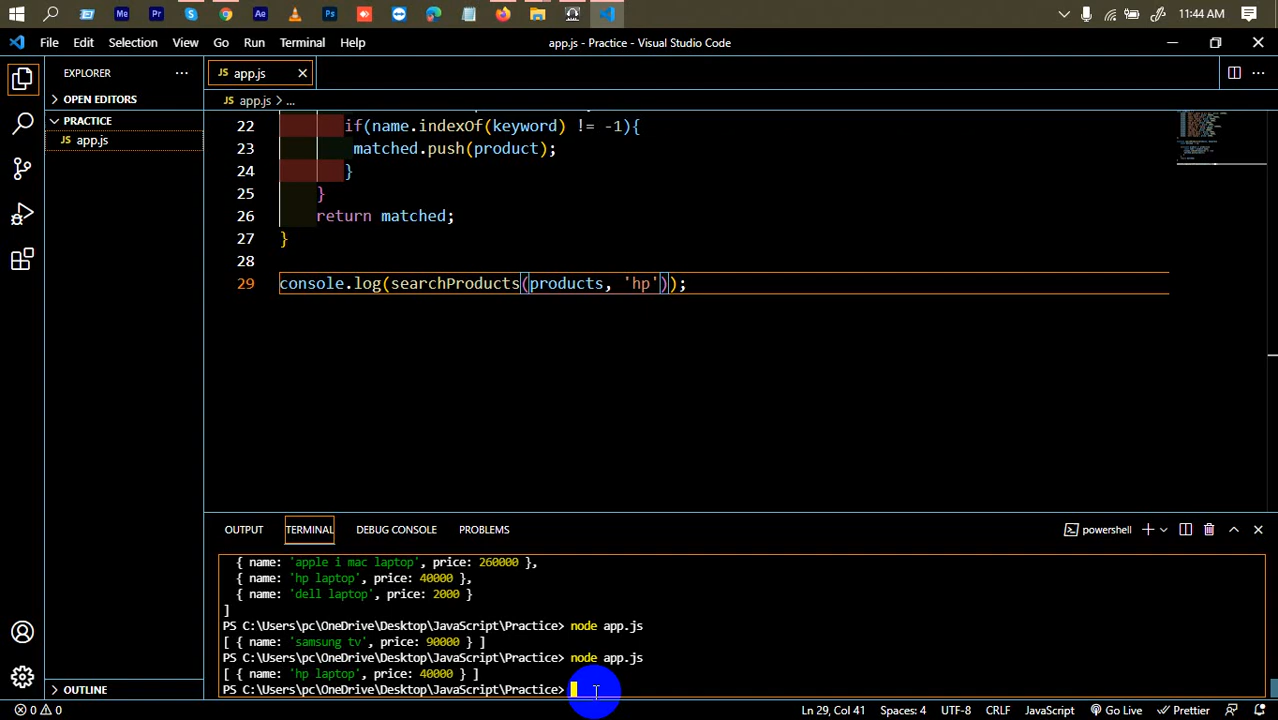 Me
Pr
Ae
Ps
11:44 AM
File Edit Selection View Go Run Terminal Help
app.js - Practice - Visual Studio Code
EXPLORER
JS app.js
OPEN EDITORS
app.js > ...
PRACTICE
JS app.js
22 if(name.indexOf(keyword) != -1){
23 matched.push(product);
24 }
25 }
26 return matched;
27 }
28
29 console.log(searchProducts(products, 'hp'));
OUTPUT TERMINAL DEBUG CONSOLE PROBLEMS
powershell
{ name: 'apple i mac laptop', price: 260000 },
{ name: 'hp laptop', price: 40000 },
{ name: 'dell laptop', price: 2000 }
]
PS C:\Users\pc\OneDrive\Desktop\JavaScript\Practice> node app.js
[ { name: 'samsung tv', price: 90000 } ]
PS C:\Users\pc\OneDrive\Desktop\JavaScript\Practice> node app.js
[ { name: 'hp laptop', price: 40000 } ]
PS C:\Users\pc\OneDrive\Desktop\JavaScript\Practice>
OUTLINE
0 0
Ln 29, Col 41 Spaces: 4 UTF-8 CRLF JavaScript Go Live Prettier